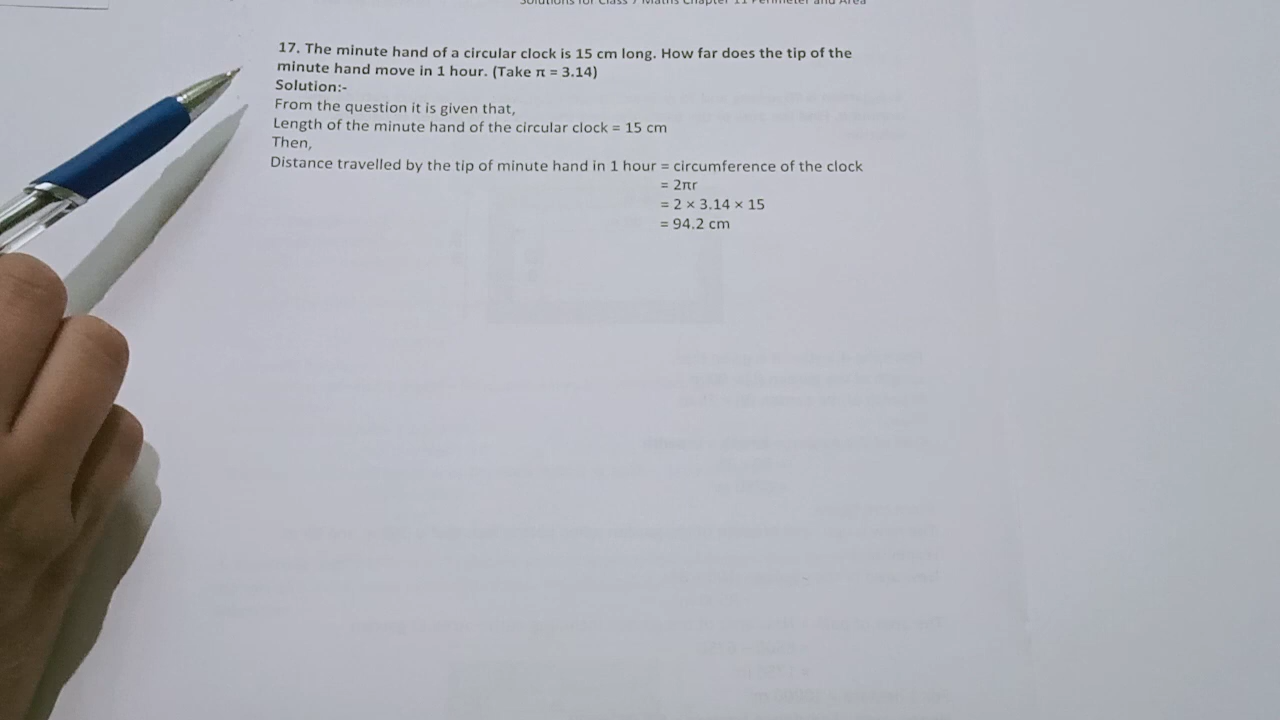 Solutions for Class 7 Maths Chapter 11 Perimeter and Area
17. The minute hand of a circular clock is 15 cm long. How far does the tip of the
minute hand move in 1 hour. (Take π = 3.14)
Solution:-
From the question it is given that,
Length of the minute hand of the circular clock = 15 cm
Then,
Distance travelled by the tip of minute hand in 1 hour = circumference of the clock
= 2πr
= 2 × 3.14 × 15
= 94.2 cm